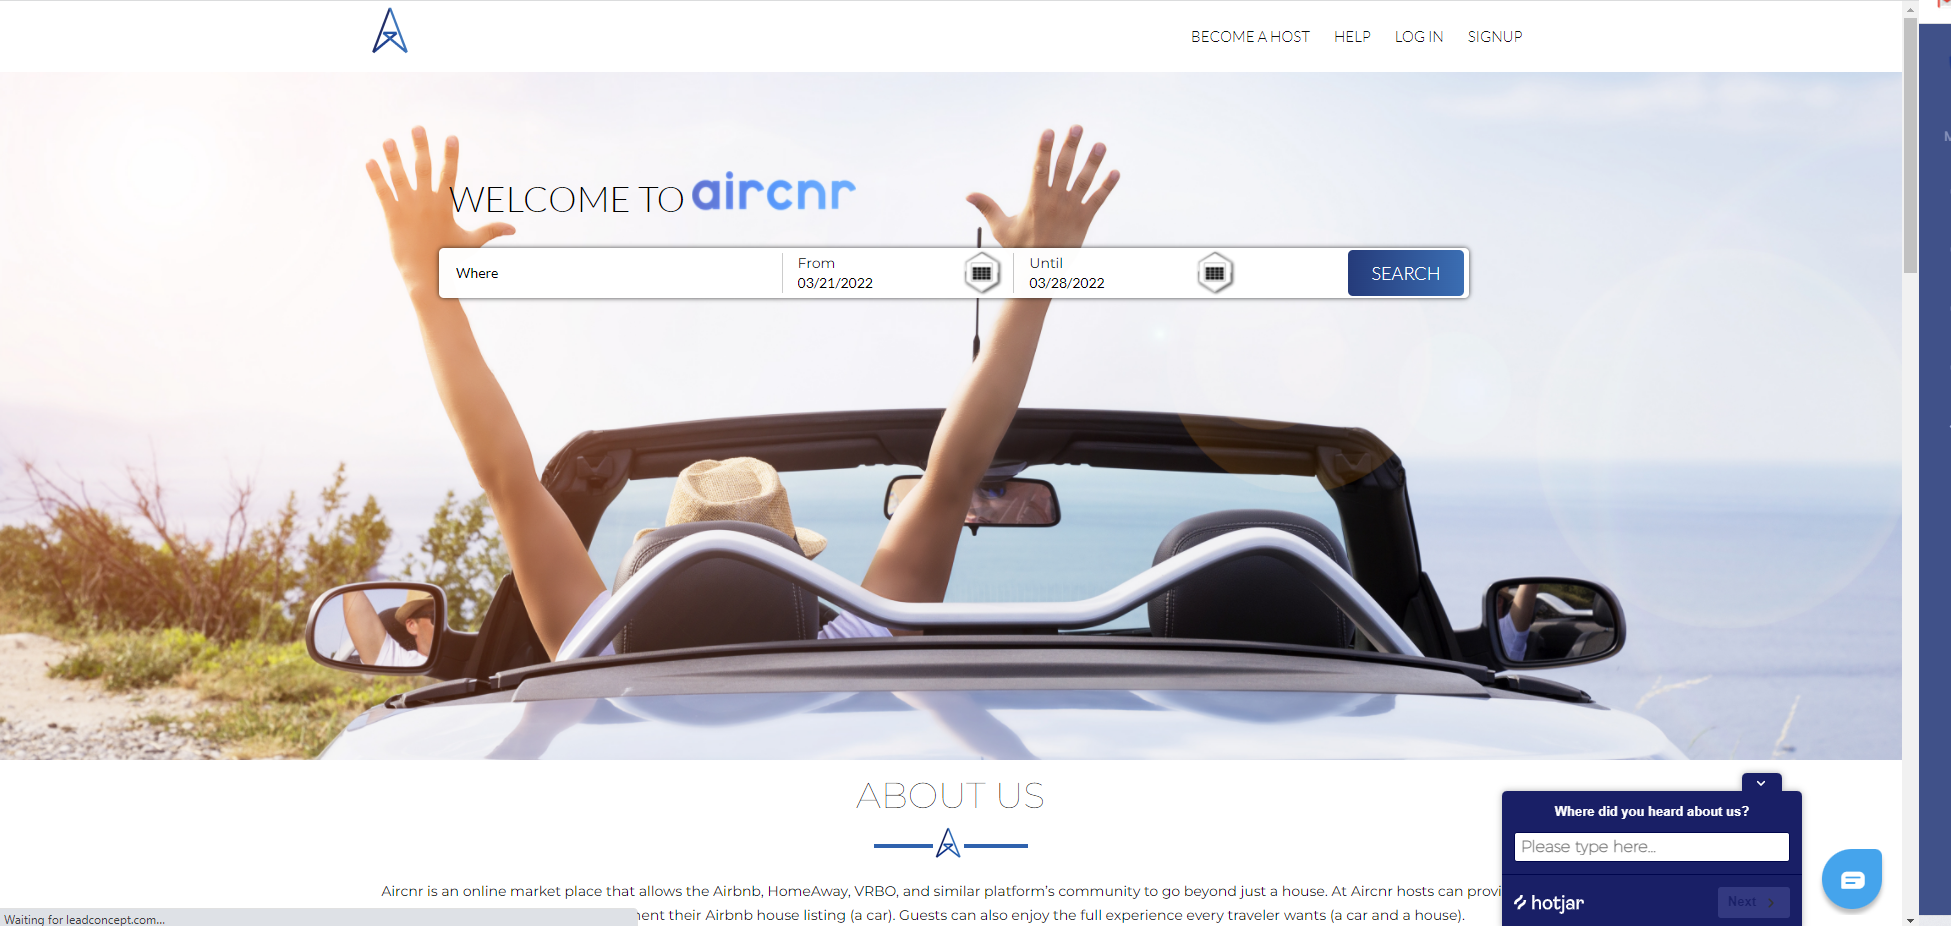 BECOME A HOST HELP LOG IN SIGNUP
WELCOME TO aircnr
Where
From
03/21/2022
Until
03/28/2022
SEARCH
ABOUT US
Aircnr is an online market place that allows the Airbnb, HomeAway, VRBO, and similar platform's community to go beyond just a house. At Aircnr hosts can
their Airbnb house listing (a car). Guests can also enjoy the full experience every traveler wants (a car and a house).
Where did you heard about us?
Please type here...
hotjar
Next
Waiting for leadconcept.com...